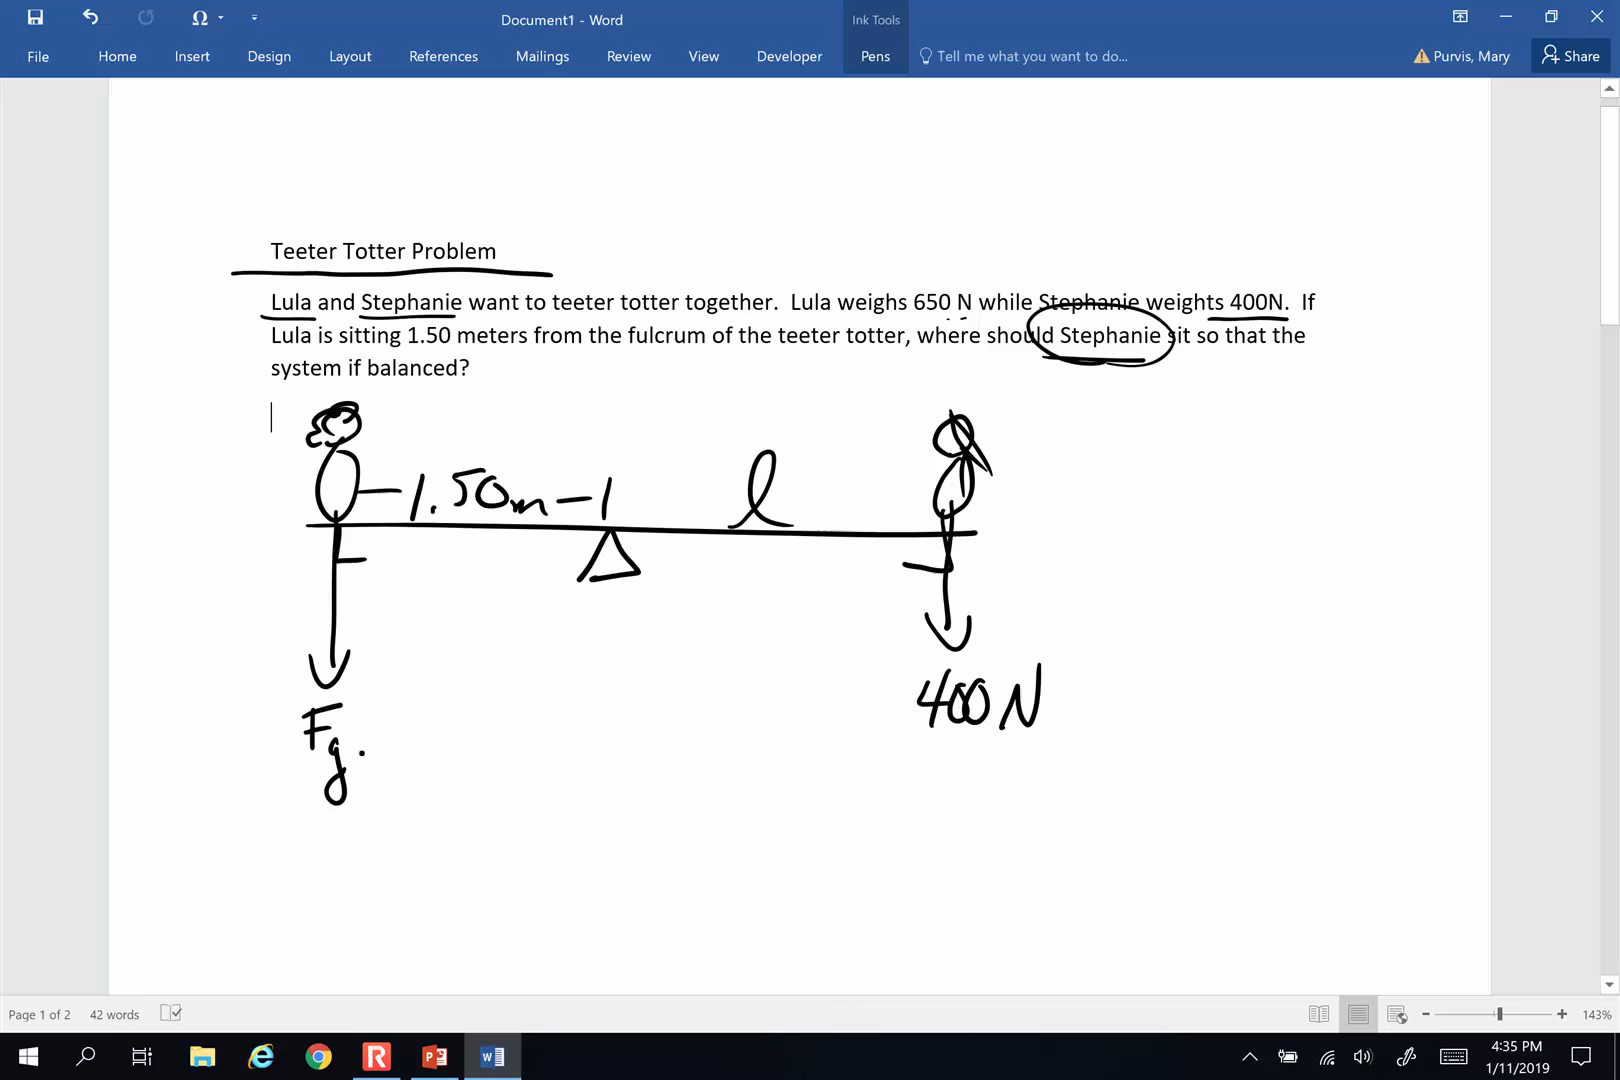 Document1 - Word
Ink Tools
File Home Insert Design Layout References Mailings Review View Developer Pens Tell me what you want to do... Purvis, Mary Share
Teeter Totter Problem
Lula and Stephanie want to teeter totter together. Lula weighs 650 N while Stephanie weights 400N. If
Lula is sitting 1.50 meters from the fulcrum of the teeter totter, where should Stephanie sit so that the
system if balanced?
1.50m l
400 N
Fg
Page 1 of 2 42 words 143%
4:35 PM
1/11/2019